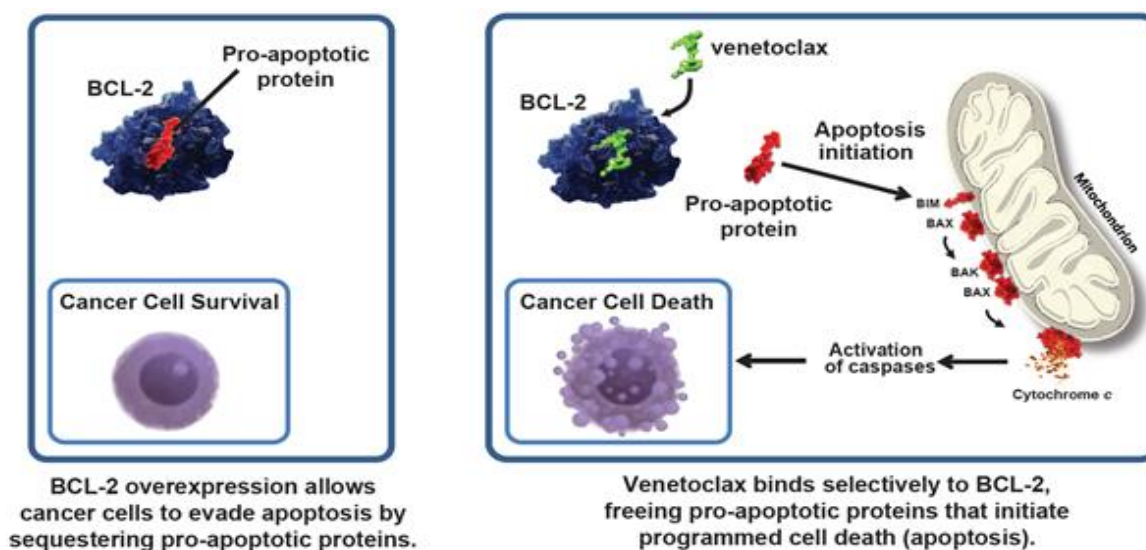 Pro-apoptotic
protein
BCL-2
Cancer Cell Survival
BCL-2 overexpression allows
cancer cells to evade apoptosis by
sequestering pro-apoptotic proteins.
venetoclax
BCL-2
Apoptosis
initiation
Pro-apoptotic
protein
BIM
BAX
BAK
BAX
Mitochondrion
Cytochrome c
Activation
of caspases
Cancer Cell Death
Venetoclax binds selectively to BCL-2,
freeing pro-apoptotic proteins that initiate
programmed cell death (apoptosis).